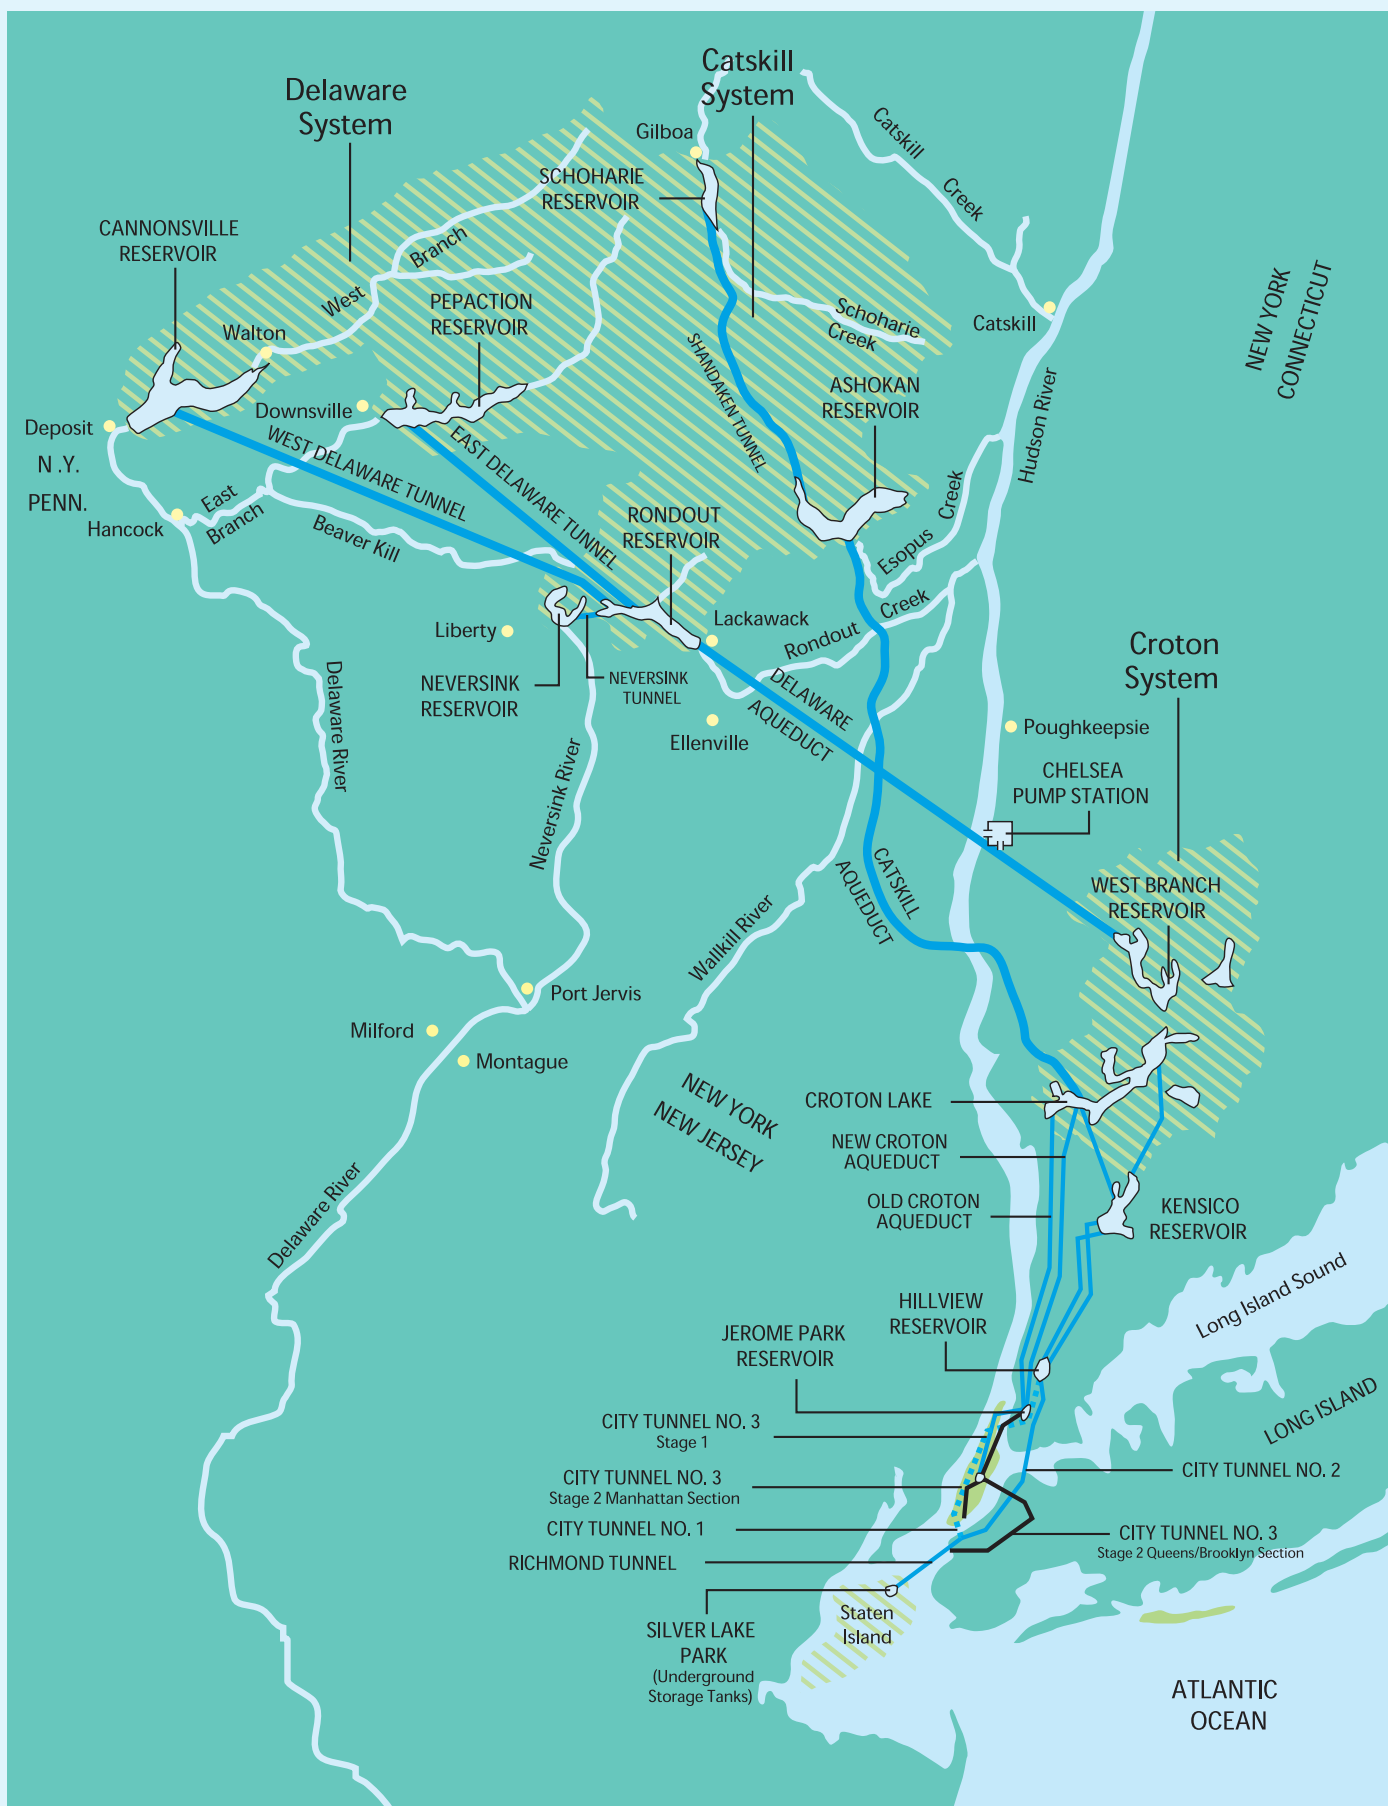 Catskill
System
Delaware
System
Gilboa
Catskill
Creek
SCHOHARIE
RESERVOIR
CANNONSVILLE
RESERVOIR
Branch
West
PEPACTION
RESERVOIR
Walton
Schoharie
Creek
Catskill
NEW YORK
CONNECTICUT
SHANDAKEN TUNNEL
ASHOKAN
RESERVOIR
Hudson River
Downsville
Deposit
N .Y.
PENN.
WEST DELAWARE TUNNEL
EAST DELAWARE TUNNEL
Hancock
East
Branch
Beaver Kill
RONDOUT
RESERVOIR
Esopus
Creek
Rondout
Creek
Lackawack
Liberty
NEVERSINK
RESERVOIR
NEVERSINK
TUNNEL
Croton
System
DELAWARE
AQUEDUCT
Ellenville
Poughkeepsie
CHELSEA
PUMP STATION
Delaware River
Neversink River
CATSKILL
AQUEDUCT
WEST BRANCH
RESERVOIR
Wallkill River
Port Jervis
Milford
Montague
NEW YORK
NEW JERSEY
CROTON LAKE
NEW CROTON
AQUEDUCT
OLD CROTON
AQUEDUCT
KENSICO
RESERVOIR
Delaware River
Long Island Sound
HILLVIEW
RESERVOIR
JEROME PARK
RESERVOIR
LONG ISLAND
CITY TUNNEL NO. 3
Stage 1
CITY TUNNEL NO. 2
CITY TUNNEL NO. 3
Stage 2 Manhattan Section
CITY TUNNEL NO. 1
CITY TUNNEL NO. 3
Stage 2 Queens/Brooklyn Section
RICHMOND TUNNEL
Staten
Island
SILVER LAKE
PARK
(Underground
Storage Tanks)
ATLANTIC
OCEAN